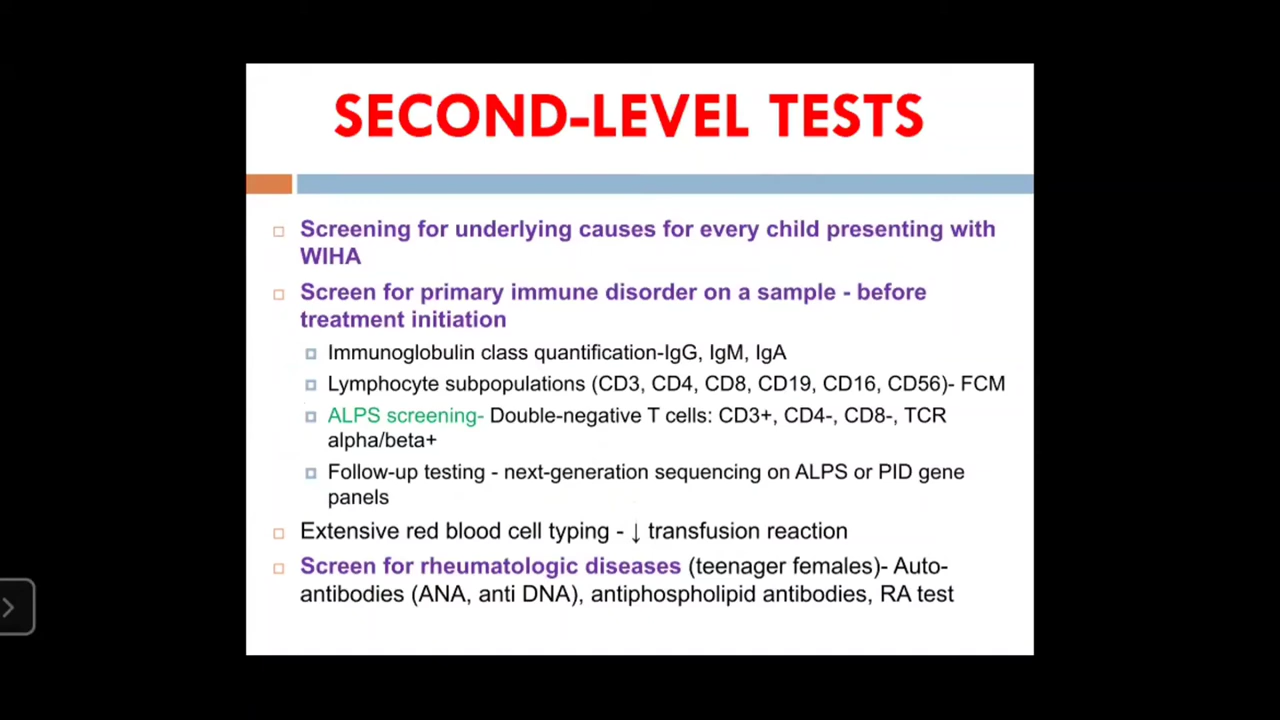 SECOND-LEVEL TESTS
Screening for underlying causes for every child presenting with
WIHA
Screen for primary immune disorder on a sample - before
treatment initiation
Immunoglobulin class quantification-IgG, IgM, IgA
Lymphocyte subpopulations (CD3, CD4, CD8, CD19, CD16, CD56)- FCM
ALPS screening- Double-negative T cells: CD3+, CD4-, CD8-, TCR
alpha/beta+
Follow-up testing - next-generation sequencing on ALPS or PID gene
panels
Extensive red blood cell typing - ↓ transfusion reaction
Screen for rheumatologic diseases (teenager females)- Auto-
antibodies (ANA, anti DNA), antiphospholipid antibodies, RA test